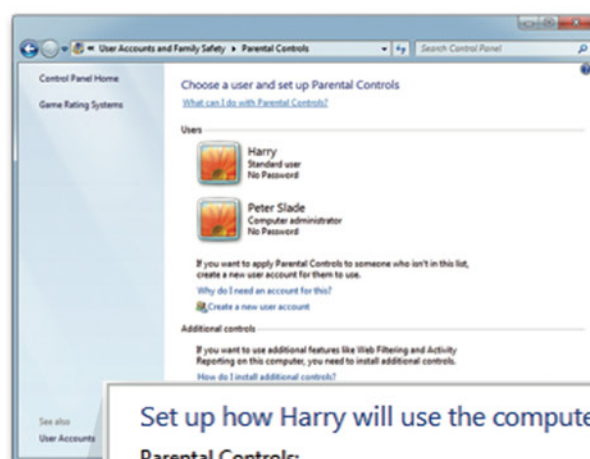 « User Accounts and Family Safety ▸ Parental Controls
Search Control Panel
Control Panel Home
Game Rating Systems
Choose a user and set up Parental Controls
What can I do with Parental Controls?
Users
Harry
Standard user
No Password
Peter Slade
Computer administrator
No Password
If you want to apply Parental Controls to someone who isn't in this list,
create a new user account for them to use.
Why do I need an account for this?
Create a new user account
Additional controls
If you want to use additional features like Web Filtering and Activity
Reporting on this computer, you need to install additional controls.
How do I install additional controls?
See also
User Accounts
Set up how Harry will use the compute
Parental Controls: